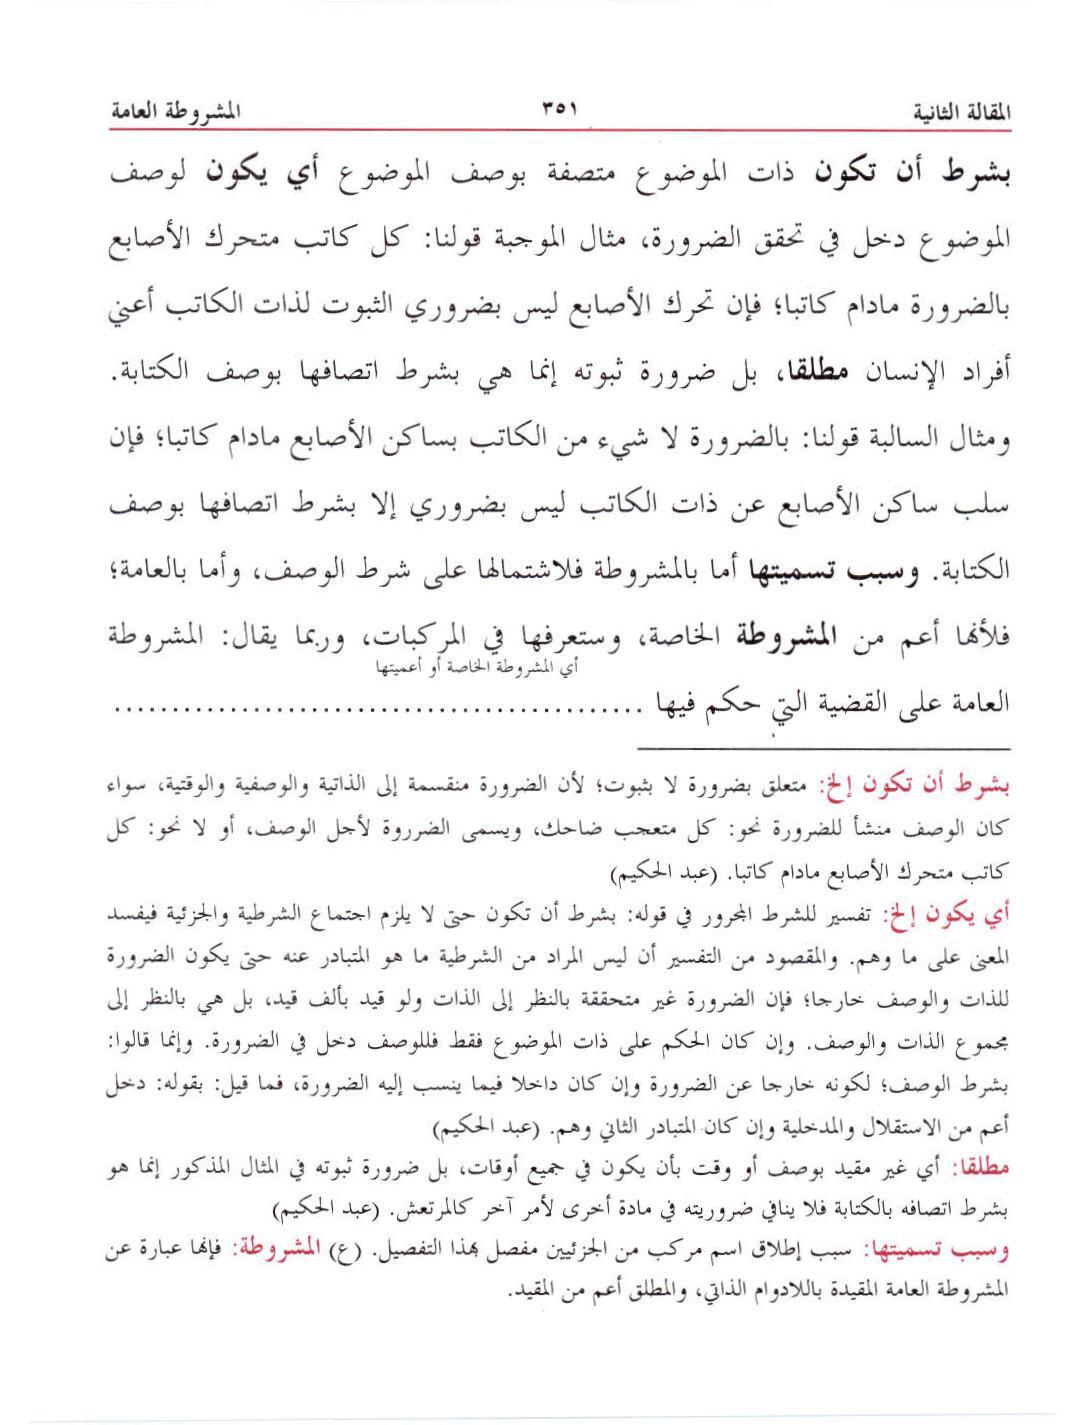 المقالة الثانية ٣٥١ المشروطة العامة
بشرط أن تكون ذات الموضوع متصفة بوصف الموضوع أي يكون لوصف
الموضوع دخل في تحقق الضرورة، مثال الموجبة قولنا: كل كاتب متحرك الأصابع
بالضرورة مادام كاتبا؛ فإن تحرك الأصابع ليس بضروري الثبوت لذات الكاتب أعني
أفراد الإنسان مطلقا، بل ضرورة ثبوته إنما هي بشرط اتصافها بوصف الكتابة.
ومثال السالبة قولنا: بالضرورة لا شيء من الكاتب بساكن الأصابع مادام كاتبا؛ فإن
سلب ساكن الأصابع عن ذات الكاتب ليس بضروري إلا بشرط اتصافها بوصف
الكتابة. وسبب تسميتها أما بالمشروطة فلاشتمالها على شرط الوصف، وأما بالعامة؛
فلأنها أعم من المشروطة الخاصة، وستعرفها في المركبات، وربما يقال: المشروطة
أي المشروطة الخاصة أو أعميتها
العامة على القضية التي حكم فيها .............................................
بشرط أن تكون إلخ: متعلق بضرورة لا بثبوت؛ لأن الضرورة منقسمة إلى الذاتية والوصفية والوقتية، سواء
كان الوصف منشأ للضرورة نحو: كل متعجب ضاحك، ويسمى الضرروة لأجل الوصف، أو لا نحو: كل
كاتب متحرك الأصابع مادام كاتبا. (عبد الحكيم)
أي يكون إلخ: تفسير للشرط المجرور في قوله: بشرط أن تكون حتى لا يلزم اجتماع الشرطية والجزئية فيفسد
المعنى على ما وهم. والمقصود من التفسير أن ليس المراد من الشرطية ما هو المتبادر عنه حتى يكون الضرورة
للذات والوصف خارجا؛ فإن الضرورة غير متحققة بالنظر إلى الذات ولو قيد بألف قيد، بل هي بالنظر إلى
مجموع الذات والوصف. وإن كان الحكم على ذات الموضوع فقط فللوصف دخل في الضرورة. وإنما قالوا:
بشرط الوصف؛ لكونه خارجا عن الضرورة وإن كان داخلا فيما ينسب إليه الضرورة، فما قيل: بقوله: دخل
أعم من الاستقلال والمدخلية وإن كان المتبادر الثاني وهم. (عبد الحكيم)
مطلقا: أي غير مقيد بوصف أو وقت بأن يكون في جميع أوقات، بل ضرورة ثبوته في المثال المذكور إنما هو
بشرط اتصافه بالكتابة فلا ينافي ضروريته في مادة أخرى لأمر آخر كالمرتعش. (عبد الحكيم)
وسبب تسميتها: سبب إطلاق اسم مركب من الجزئيين مفصل بهذا التفصيل. (ع) المشروطة: فإنها عبارة عن
المشروطة العامة المقيدة باللادوام الذاتي، والمطلق أعم من المقيد.